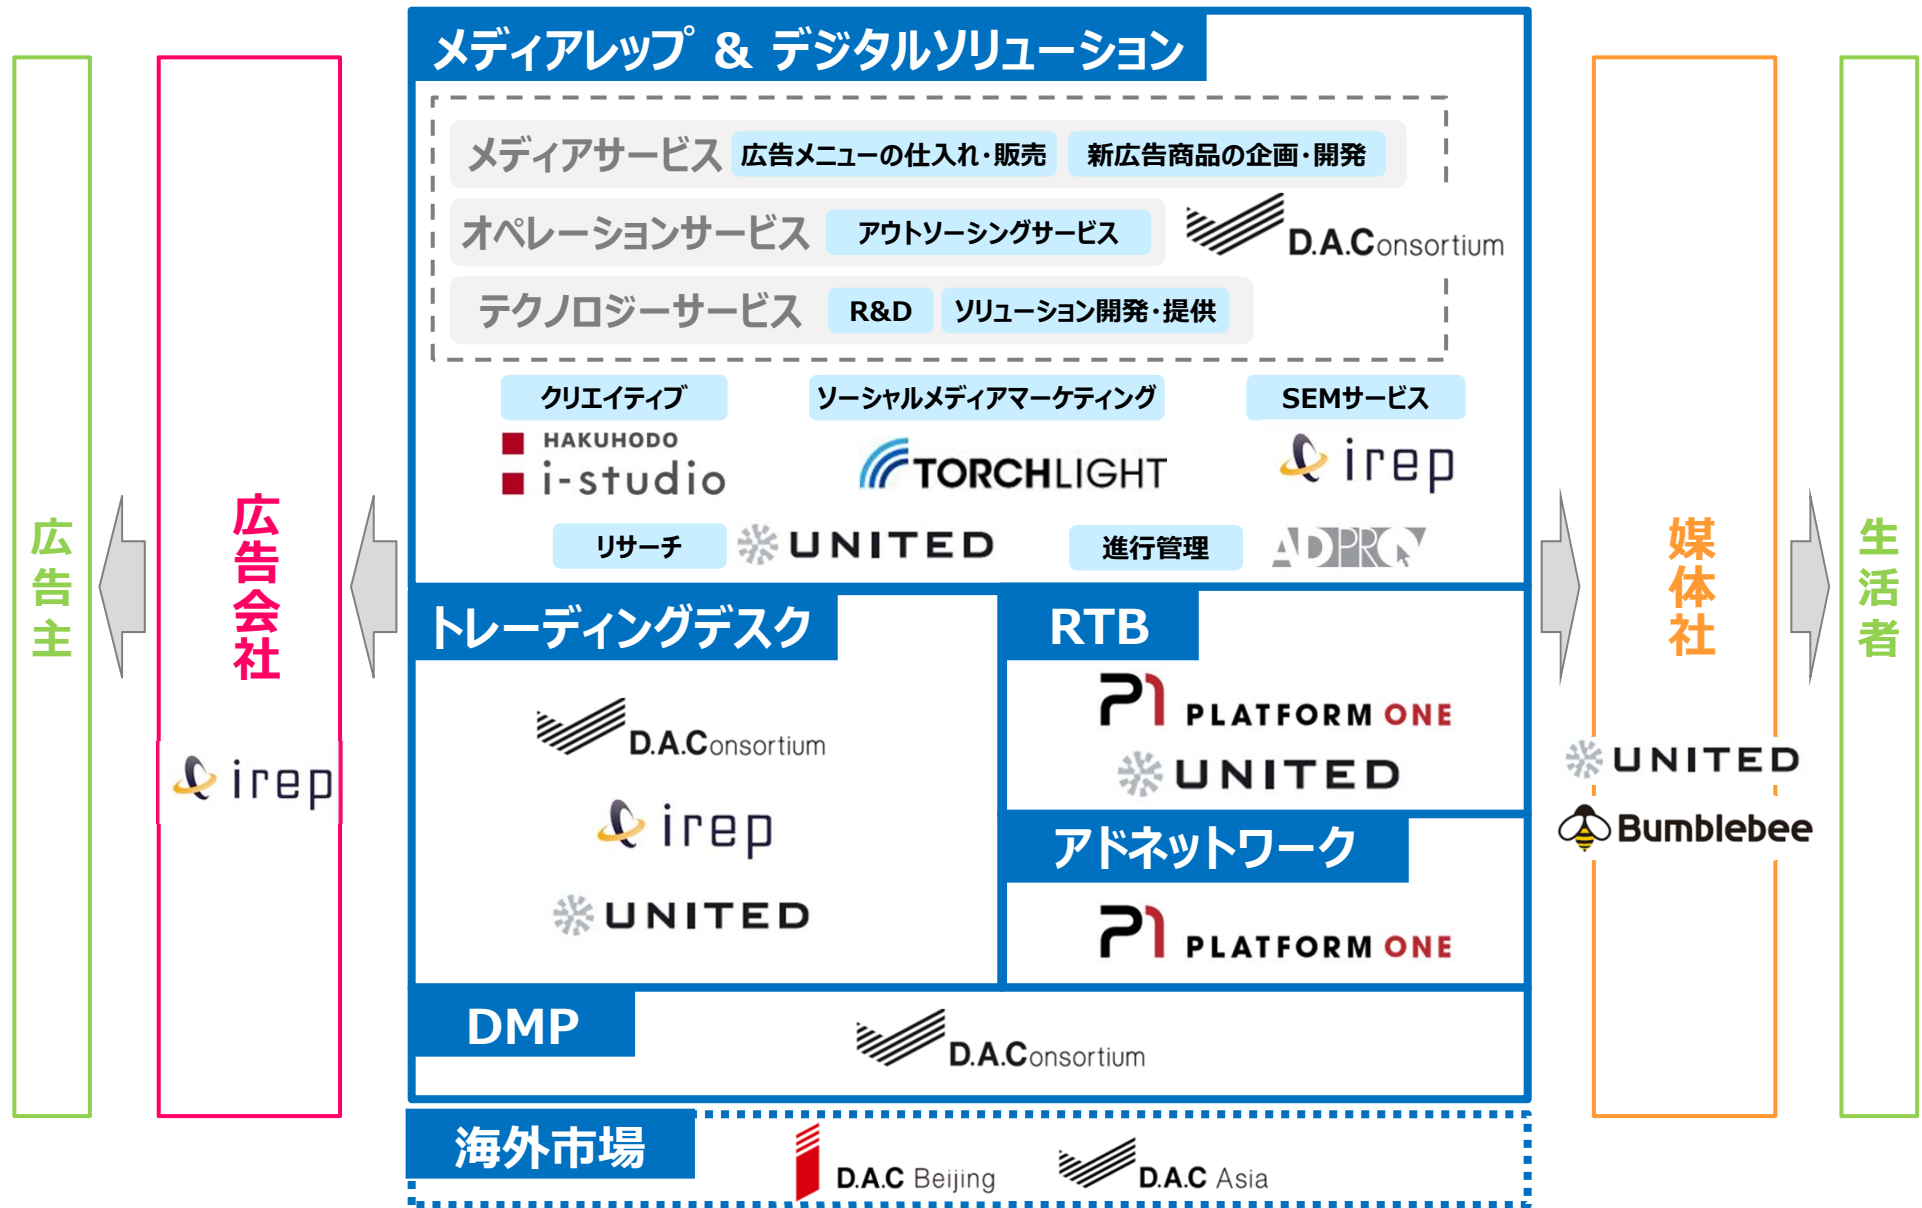 メディアレップ & デジタルソリューション
メディアサービス
広告メニューの仕入れ・販売
新広告商品の企画・開発
オペレーションサービス
アウトソーシングサービス
D.A.Consortium
テクノロジーサービス
R&D
ソリューション開発・提供
クリエイティブ
HAKUHODO
i-studio
ソーシャルメディアマーケティング
TORCHLIGHT
SEMサービス
irep
リサーチ
UNITED
進行管理
ADPRO
広告主
広告会社
irep
トレーディングデスク
D.A.Consortium
irep
UNITED
RTB
P1 PLATFORM ONE
UNITED
アドネットワーク
P1 PLATFORM ONE
DMP
D.A.Consortium
海外市場
D.A.C Beijing
D.A.C Asia
媒体社
UNITED
Bumblebee
生活者